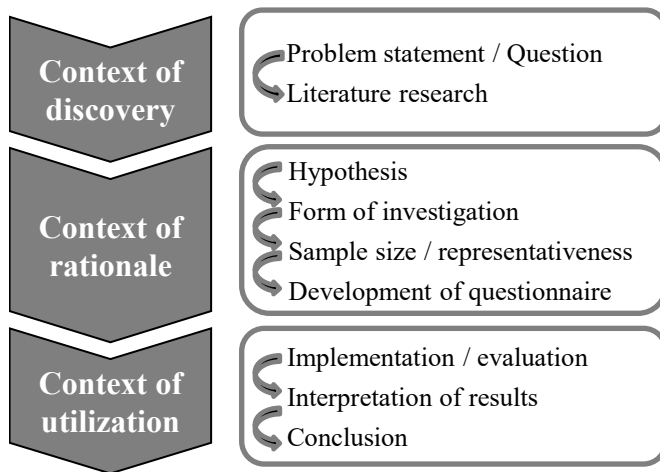 Context of
discovery
Problem statement / Question
Literature research
Context of
rationale
Hypothesis
Form of investigation
Sample size / representativeness
Development of questionnaire
Context of
utilization
Implementation / evaluation
Interpretation of results
Conclusion